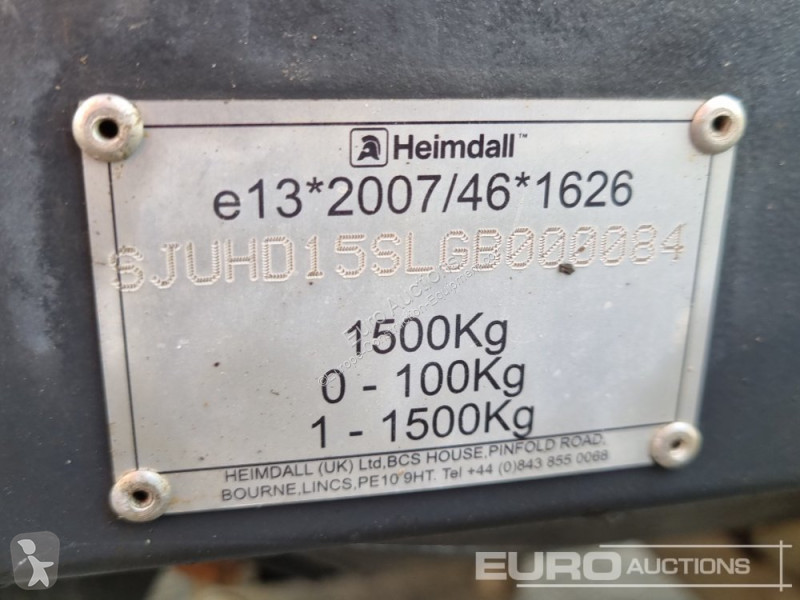 Heimdall™
e13*2007/46*1626
SJUHD15SLGB000084
1500Kg
0 - 100Kg
1 - 1500Kg
HEIMDALL (UK) Ltd,BCS HOUSE,PINFOLD ROAD,
BOURNE,LINCS,PE10 9HT. Tel +44 (0)843 855 0068
EURO AUCTIONS